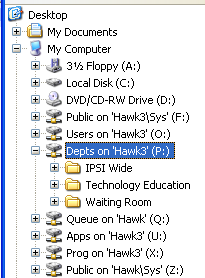 Desktop
My Documents
My Computer
3½ Floppy (A:)
Local Disk (C:)
DVD/CD-RW Drive (D:)
Public on 'Hawk3\Sys' (F:)
Users on 'Hawk3' (O:)
Depts on 'Hawk3' (P:)
IPSI Wide
Technology Education
Waiting Room
Queue on 'Hawk' (Q:)
Apps on 'Hawk3' (U:)
Prog on 'Hawk3' (X:)
Public on 'Hawk\Sys' (Z:)